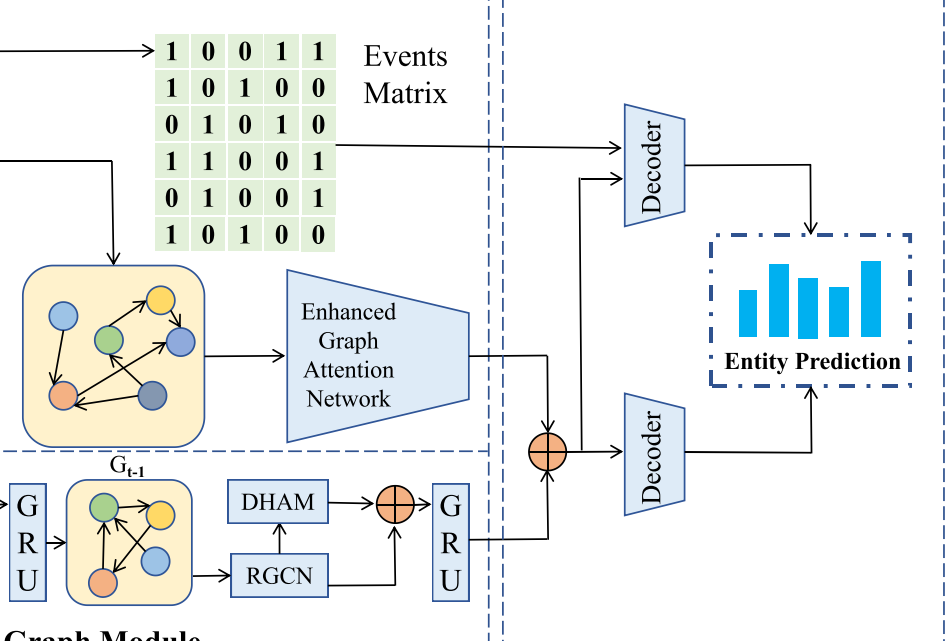 1 0 0 1 1
1 0 1 0 0
0 1 0 1 0
1 1 0 0 1
0 1 0 0 1
1 0 1 0 0
Events
Matrix
Decoder
Enhanced
Graph
Attention
Network
Entity Prediction
Decoder
G
R
U
Gt-1
DHAM
RGCN
G
R
U
Graph Module